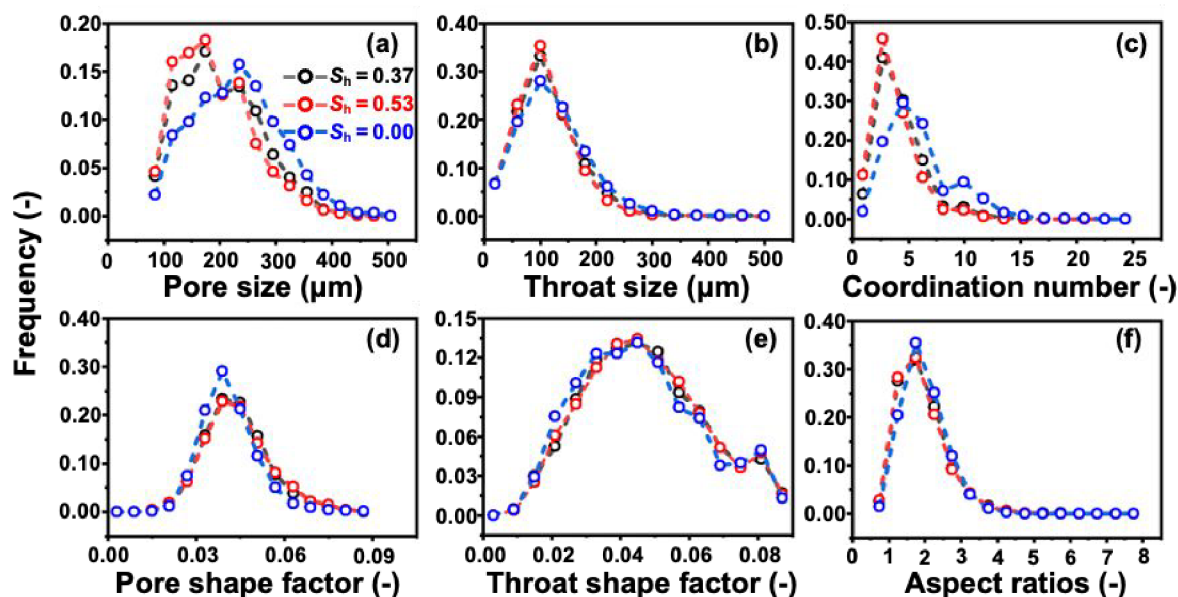 Frequency (-)
0.20
0.15
0.10
0.05
0.00
(a)
Sh = 0.37
Sh = 0.53
Sh = 0.00
0 100 200 300 400 500
Pore size (μm)
0.40
0.30
0.20
0.10
0.00
(b)
0 100 200 300 400 500
Throat size (μm)
0.50
0.40
0.30
0.20
0.10
0.00
(c)
0 5 10 15 20 25
Coordination number (-)
0.40
0.30
0.20
0.10
0.00
(d)
0.00 0.03 0.06 0.09
Pore shape factor (-)
0.15
0.12
0.09
0.06
0.03
0.00
(e)
0.00 0.02 0.04 0.06 0.08
Throat shape factor (-)
0.40
0.30
0.20
0.10
0.00
(f)
0 1 2 3 4 5 6 7 8
Aspect ratios (-)